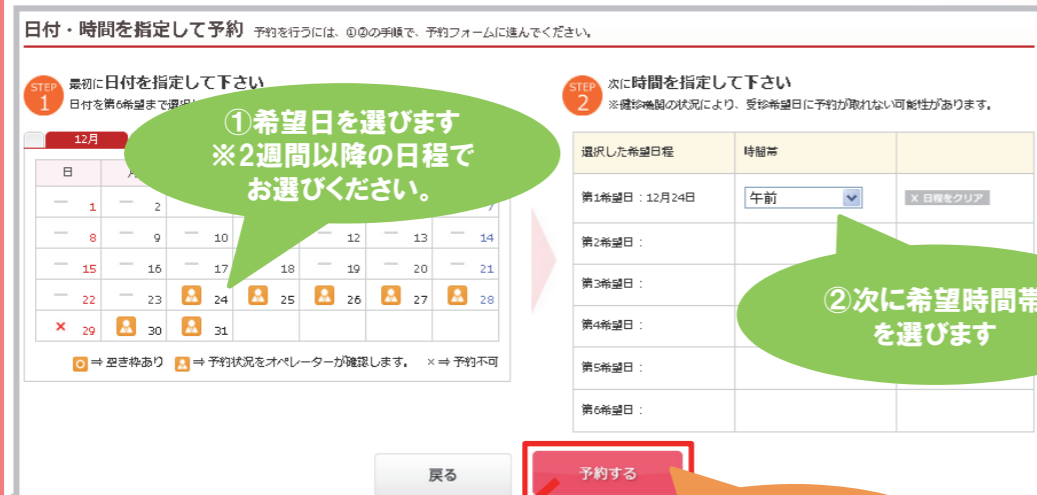 日付・時間を指定して予約 予約を行うには、①②の手順で、予約フォームに進んでください。
STEP 1 最初に日付を指定して下さい
日付を第6希望まで選択し
12月
日
1 2 7
8 9 10 12 13 14
15 16 17 18 19 20 21
22 23 24 25 26 27 28
× 29 30 31
⇒ 空き枠あり ⇒ 予約状況をオペレーターが確認します。 × ⇒ 予約不可
①希望日を選びます
※2週間以降の日程で
お選びください。
STEP 2 次に時間を指定して下さい
※健診機関の状況により、受診希望日に予約が取れない可能性があります。
選択した希望日程 時間帯
第1希望日：12月24日 午前 × 日程をクリア
第2希望日：
第3希望日：
第4希望日：
第5希望日：
第6希望日：
②次に希望時間帯
を選びます
戻る 予約する